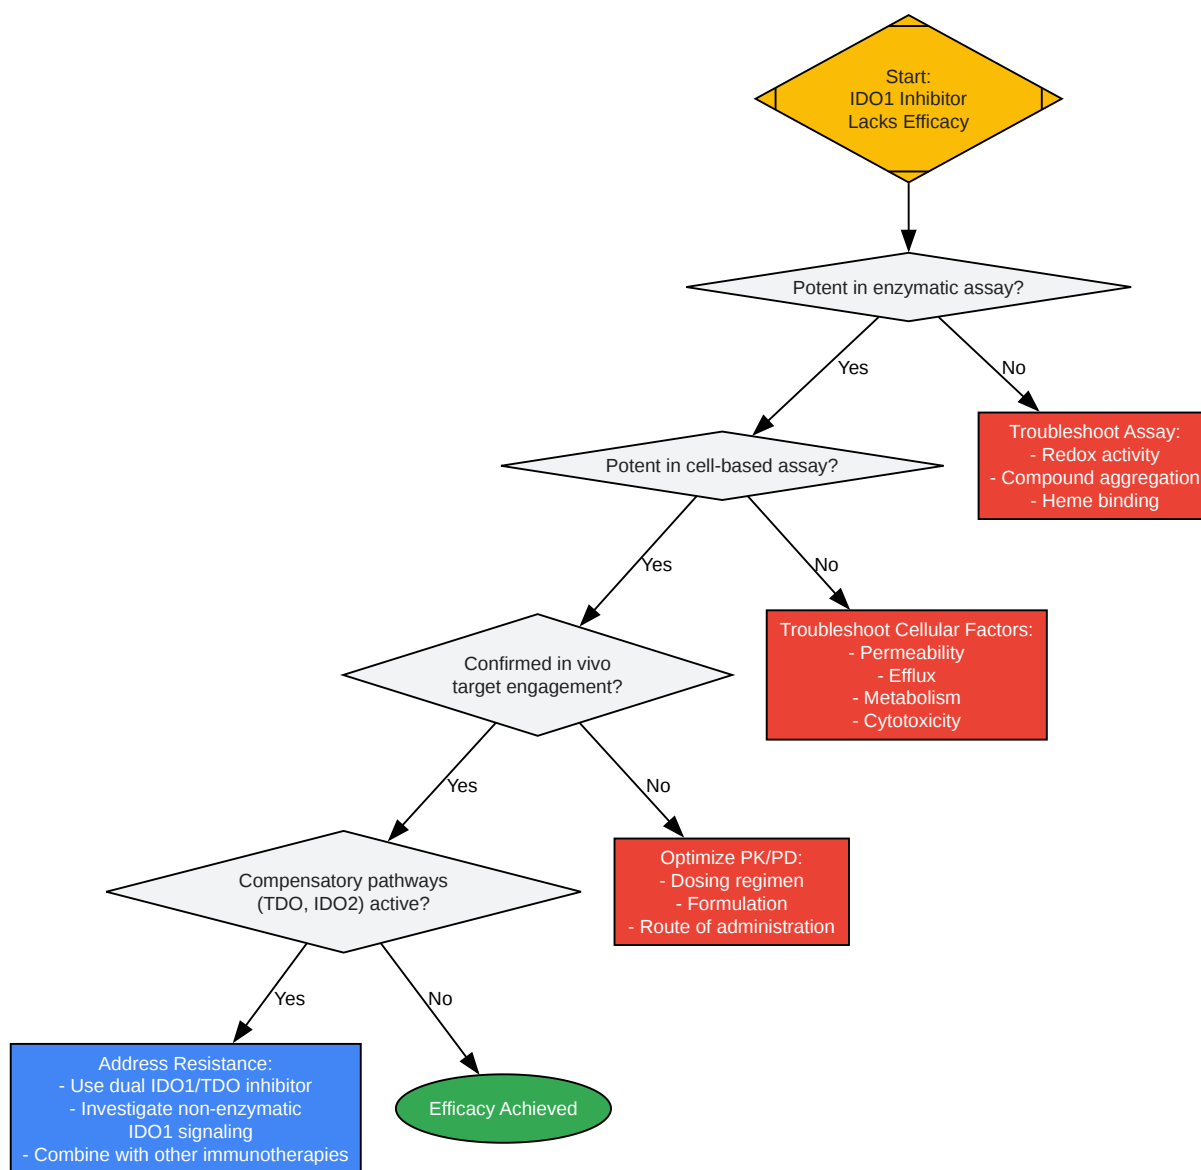 Start:
IDO1 Inhibitor
Lacks Efficacy
Potent in enzymatic assay?
Yes
No
Potent in cell-based assay?
Troubleshoot Assay:
- Redox activity
- Compound aggregation
- Heme binding
Yes
No
Confirmed in vivo
target engagement?
Troubleshoot Cellular Factors:
- Permeability
- Efflux
- Metabolism
- Cytotoxicity
Yes
No
Compensatory pathways
(TDO, IDO2) active?
Optimize PK/PD:
- Dosing regimen
- Formulation
- Route of administration
Yes
No
Address Resistance:
- Use dual IDO1/TDO inhibitor
- Investigate non-enzymatic
IDO1 signaling
- Combine with other immunotherapies
Efficacy Achieved